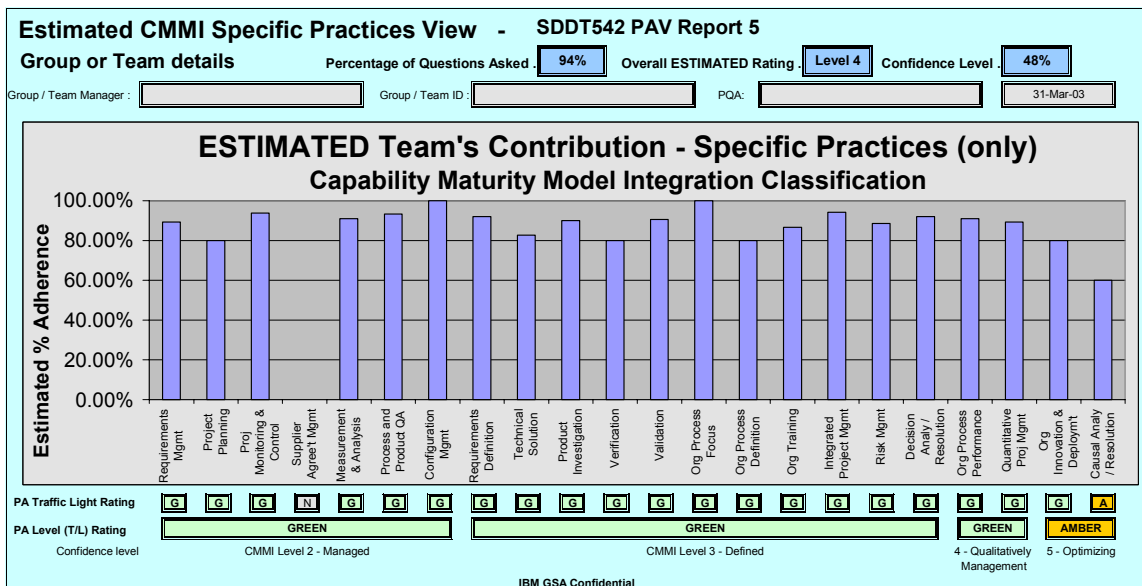 Estimated CMMI Specific Practices View - SDDT542 PAV Report 5
Group or Team details Percentage of Questions Asked . 94% Overall ESTIMATED Rating . Level 4 Confidence Level . 48%
Group / Team Manager : Group / Team ID : PQA: 31-Mar-03
ESTIMATED Team's Contribution - Specific Practices (only)
Capability Maturity Model Integration Classification
Estimated % Adherence
100.00%
80.00%
60.00%
40.00%
20.00%
0.00%
Requirements
Mgmt
Project
Planning
Proj
Monitoring &
Control
Supplier
Agree't Mgmt
Measurement
& Analysis
Process and
Product QA
Configuration
Mgmt
Requirements
Definition
Technical
Solution
Product
Investigation
Verification
Validation
Org Process
Focus
Org Process
Definition
Org Training
Integrated
Project Mgmt
Risk Mgmt
Decision
Analy /
Resolution
Org Process
Performance
Quantitative
Proj Mgmt
Org
Innovation &
Deploym't
Causal Analy
/ Resolution
PA Traffic Light Rating G G G N G G G G G G G G G G G G G G G G G A
PA Level (T/L) Rating GREEN GREEN GREEN AMBER
Confidence level CMMI Level 2 - Managed CMMI Level 3 - Defined 4 - Qualitatively 5 - Optimizing
Management
IBM GSA Confidential